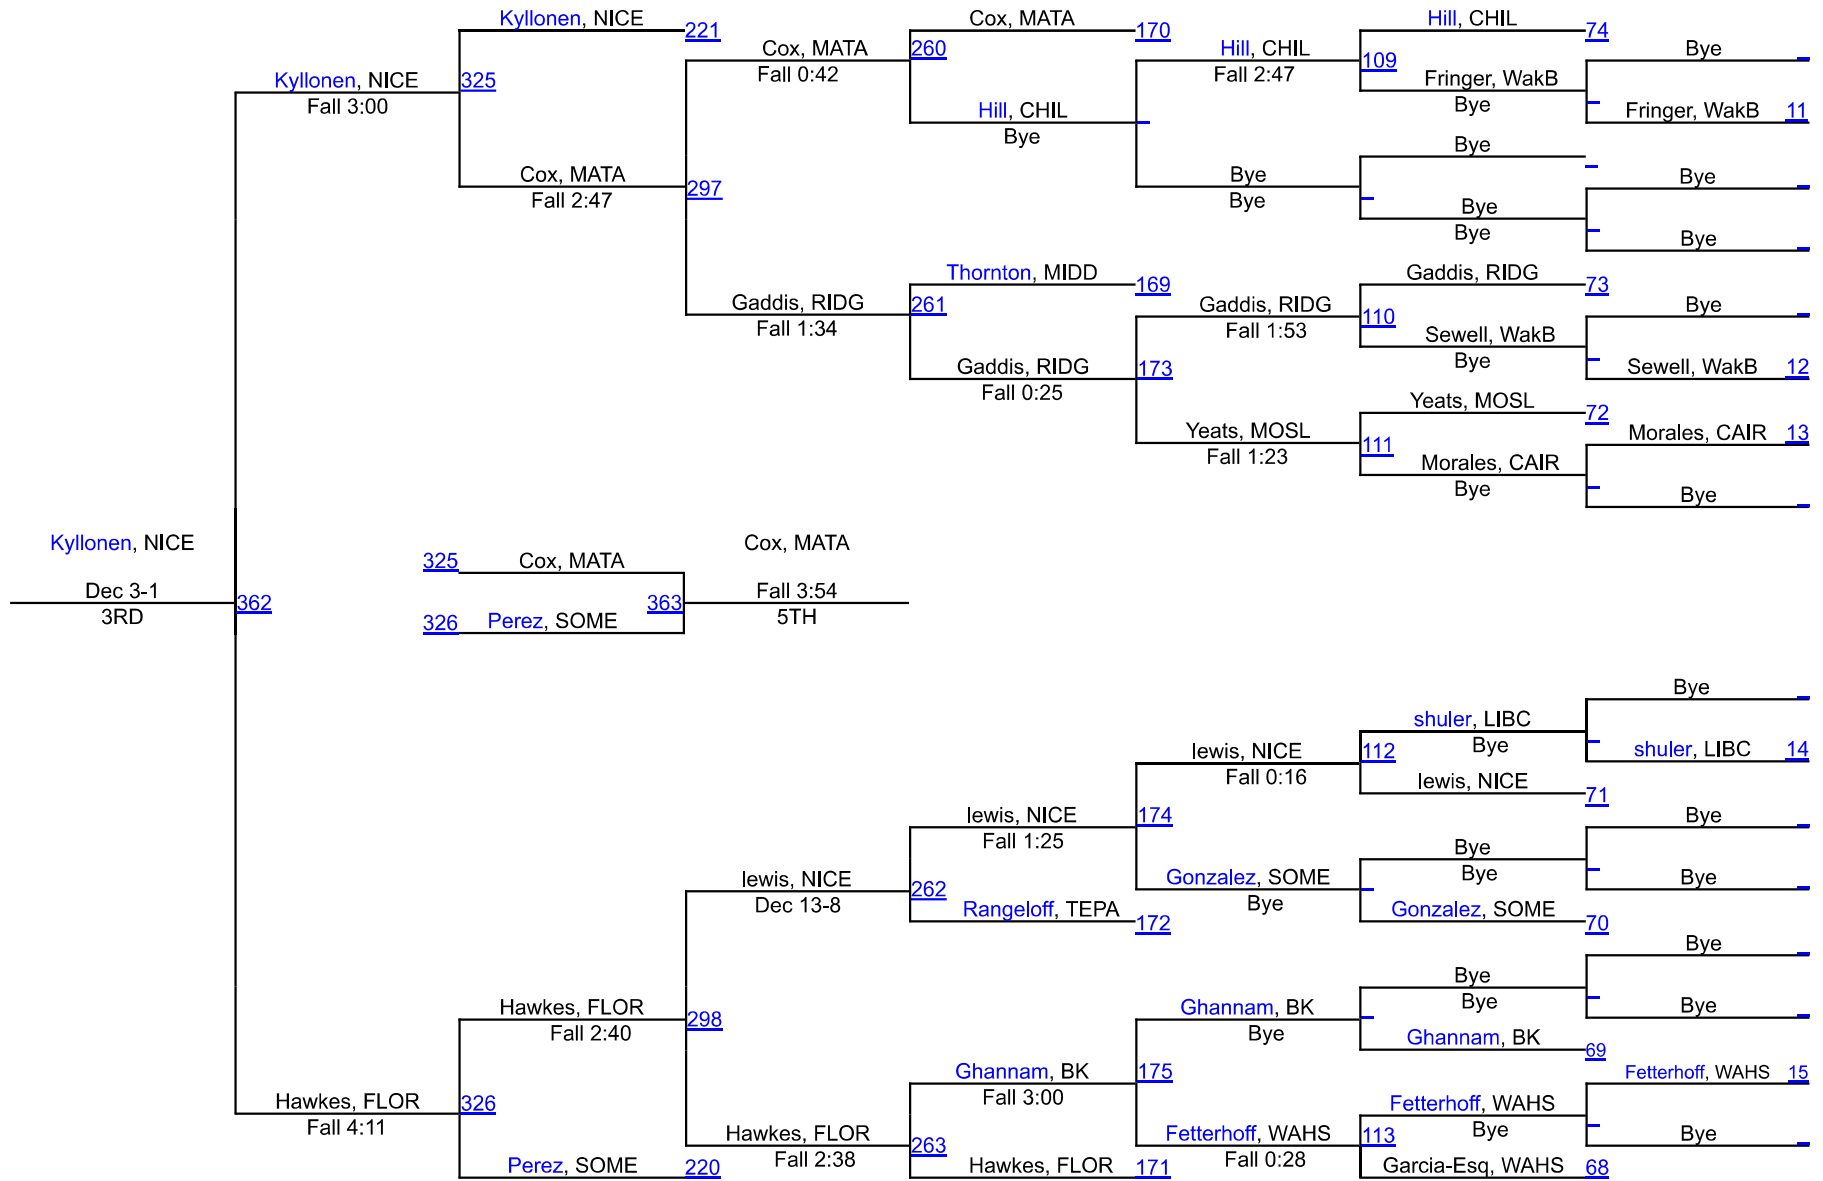 Kyllonen, NICE 221
Cox, MATA 170
Hill, CHIL 74
Cox, MATA 260
Fall 0:42
Hill, CHIL
Fall 2:47
Bye
109
Kyllonen, NICE 325
Fall 3:00
Fringer, WakB
Bye
Hill, CHIL
Bye
Fringer, WakB 11
Bye
Cox, MATA 297
Fall 2:47
Bye
Bye
Bye
Bye
Bye
Bye
Thornton, MIDD 169
Gaddis, RIDG 73
Gaddis, RIDG 261
Fall 1:34
Gaddis, RIDG 110
Fall 1:53
Bye
Sewell, WakB
Bye
Gaddis, RIDG 173
Fall 0:25
Sewell, WakB 12
Yeats, MOSL 72
Yeats, MOSL 111
Fall 1:23
Morales, CAIR 13
Morales, CAIR
Bye
Bye
Kyllonen, NICE
Dec 3-1
3RD
362
325 Cox, MATA
326 Perez, SOME
363
Cox, MATA
Fall 3:54
5TH
Bye
shuler, LIBC
Bye
lewis, NICE 112
Fall 0:16
shuler, LIBC 14
lewis, NICE 71
lewis, NICE 174
Fall 1:25
Bye
Bye
Bye
lewis, NICE 262
Dec 13-8
Gonzalez, SOME
Bye
Bye
Rangeloff, TEPA 172
Gonzalez, SOME 70
Bye
Bye
Bye
Hawkes, FLOR 298
Fall 2:40
Ghannam, BK
Bye
Bye
Ghannam, BK 69
Ghannam, BK 175
Fall 3:00
Fetterhoff, WAHS 15
Hawkes, FLOR 326
Fall 4:11
Fetterhoff, WAHS
Bye
Hawkes, FLOR 263
Fall 2:38
Fetterhoff, WAHS 113
Fall 0:28
Bye
Perez, SOME 220
Hawkes, FLOR 171
Garcia-Esq, WAHS 68